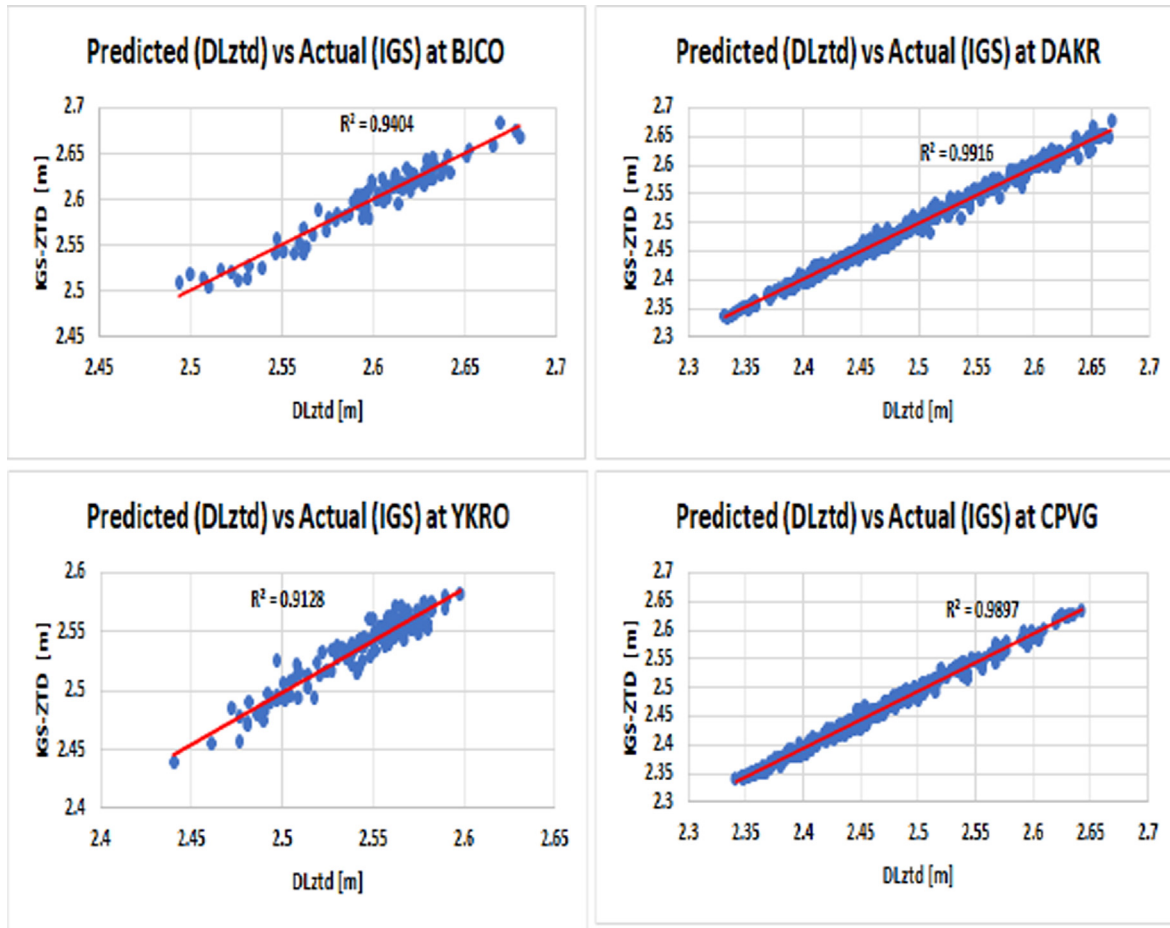 Predicted (DLztd) vs Actual (IGS) at BJCO
R² = 0.9404
IGS-ZTD [m]
2.7
2.65
2.6
2.55
2.5
2.45
2.45 2.5 2.55 2.6 2.65 2.7
DLztd [m]
Predicted (DLztd) vs Actual (IGS) at DAKR
R² = 0.9916
IGS-ZTD [m]
2.7
2.65
2.6
2.55
2.5
2.45
2.4
2.35
2.3
2.3 2.35 2.4 2.45 2.5 2.55 2.6 2.65 2.7
DLztd [m]
Predicted (DLztd) vs Actual (IGS) at YKRO
R² = 0.9128
IGS-ZTD [m]
2.6
2.55
2.5
2.45
2.4
2.4 2.45 2.5 2.55 2.6 2.65
DLztd [m]
Predicted (DLztd) vs Actual (IGS) at CPVG
R² = 0.9897
IGS-ZTD [m]
2.7
2.65
2.6
2.55
2.5
2.45
2.4
2.35
2.3
2.3 2.35 2.4 2.45 2.5 2.55 2.6 2.65 2.7
DLztd [m]